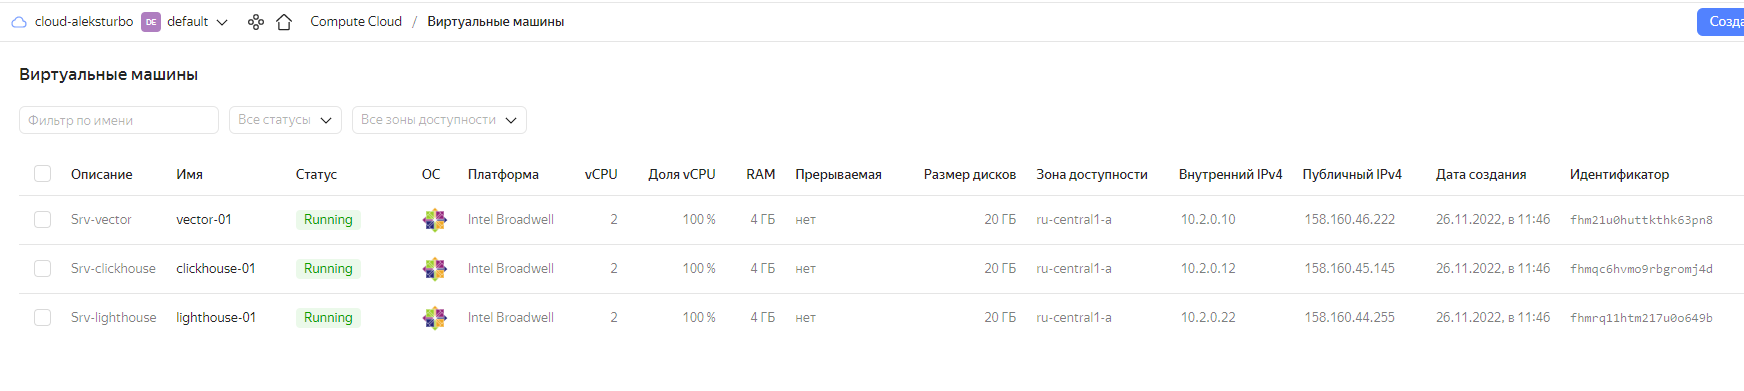 cloud-aleksturbo DE default Compute Cloud / Виртуальные машины Созда
Виртуальные машины
Фильтр по имени Все статусы Все зоны доступности
Описание Имя Статус ОС Платформа vCPU Доля vCPU RAM Прерываемая Размер дисков Зона доступности Внутренний IPv4 Публичный IPv4 Дата создания Идентификатор
Srv-vector vector-01 Running Intel Broadwell 2 100 % 4 ГБ нет 20 ГБ ru-central1-a 10.2.0.10 158.160.46.222 26.11.2022, в 11:46 fhm21u0huttkthk63pn8
Srv-clickhouse clickhouse-01 Running Intel Broadwell 2 100 % 4 ГБ нет 20 ГБ ru-central1-a 10.2.0.12 158.160.45.145 26.11.2022, в 11:46 fhmqc6hvmo9rbgromj4d
Srv-lighthouse lighthouse-01 Running Intel Broadwell 2 100 % 4 ГБ нет 20 ГБ ru-central1-a 10.2.0.22 158.160.44.255 26.11.2022, в 11:46 fhmrq11htm217u0o649b